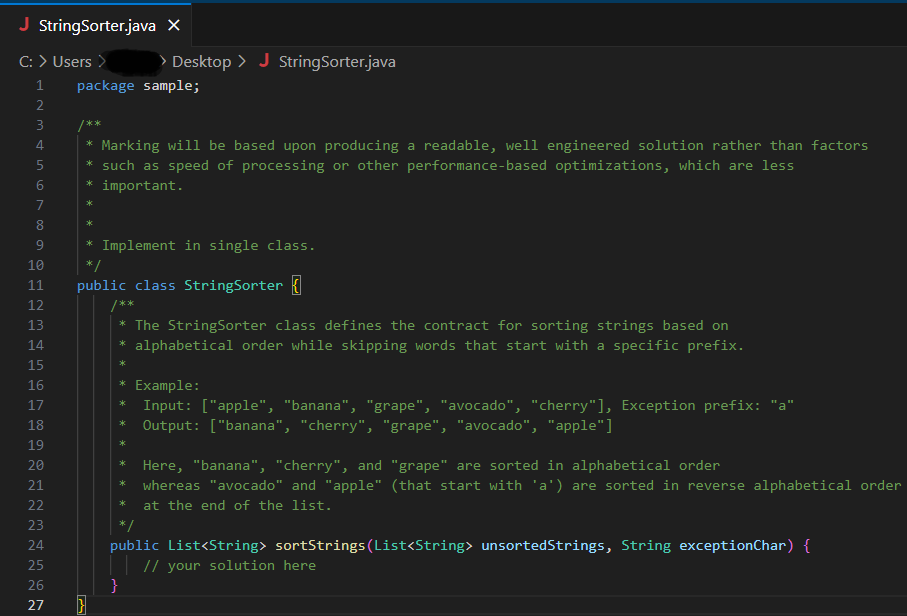 StringSorter.java
C: > Users > > Desktop > StringSorter.java
1 package sample;
2
3 /**
4 * Marking will be based upon producing a readable, well engineered solution rather than factors
5 * such as speed of processing or other performance-based optimizations, which are less
6 * important.
7 *
8 *
9 * Implement in single class.
10 */
11 public class StringSorter {
12 /**
13 * The StringSorter class defines the contract for sorting strings based on
14 * alphabetical order while skipping words that start with a specific prefix.
15 *
16 * Example:
17 * Input: ["apple", "banana", "grape", "avocado", "cherry"], Exception prefix: "a"
18 * Output: ["banana", "cherry", "grape", "avocado", "apple"]
19 *
20 * Here, "banana", "cherry", and "grape" are sorted in alphabetical order
21 * whereas "avocado" and "apple" (that start with 'a') are sorted in reverse alphabetical order
22 * at the end of the list.
23 */
24 public List<String> sortStrings(List<String> unsortedStrings, String exceptionChar) {
25 // your solution here
26 }
27 }